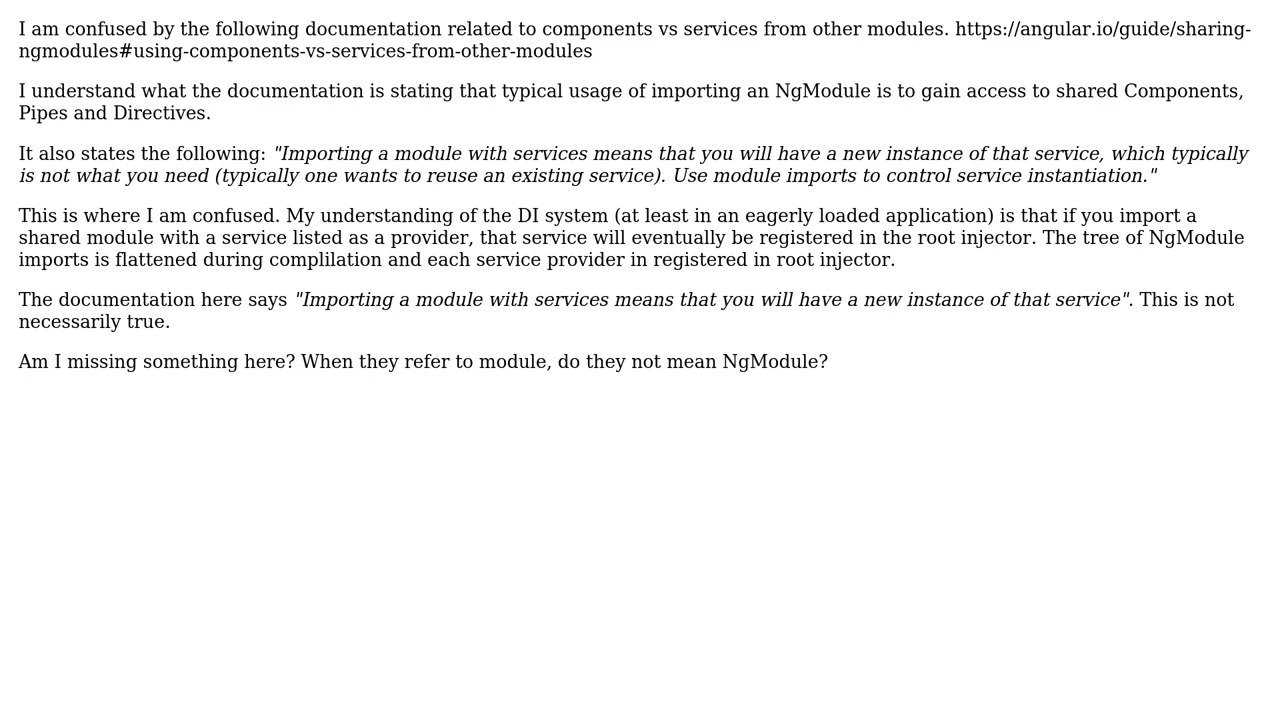 I am confused by the following documentation related to components vs services from other modules. https://angular.io/guide/sharing-
ngmodules#using-components-vs-services-from-other-modules
I understand what the documentation is stating that typical usage of importing an NgModule is to gain access to shared Components,
Pipes and Directives.
It also states the following: "Importing a module with services means that you will have a new instance of that service, which typically
is not what you need (typically one wants to reuse an existing service). Use module imports to control service instantiation."
This is where I am confused. My understanding of the DI system (at least in an eagerly loaded application) is that if you import a
shared module with a service listed as a provider, that service will eventually be registered in the root injector. The tree of NgModule
imports is flattened during complilation and each service provider in registered in root injector.
The documentation here says "Importing a module with services means that you will have a new instance of that service". This is not
necessarily true.
Am I missing something here? When they refer to module, do they not mean NgModule?